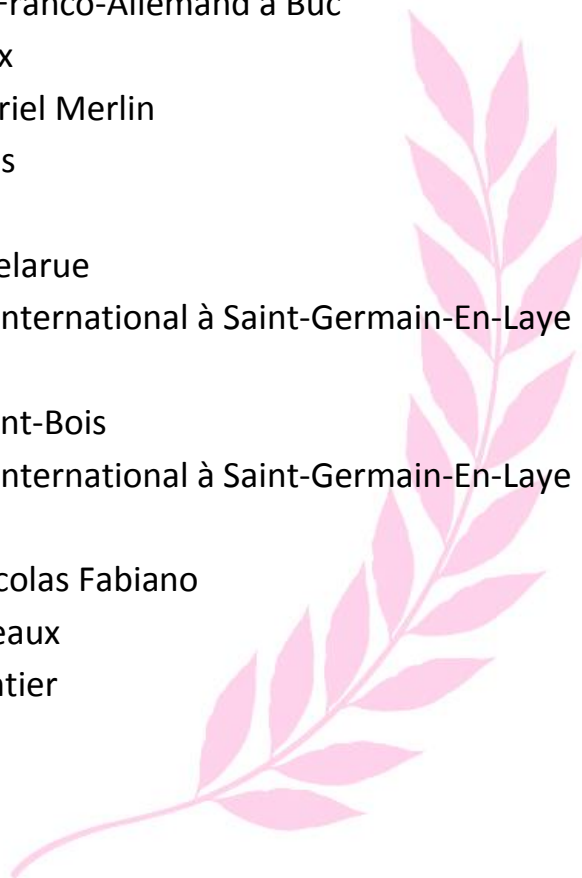 Franco-Allemand à Buc
x
riel Merlin
s
elarue
nternational à Saint-Germain-En-Laye
nt-Bois
nternational à Saint-Germain-En-Laye
colas Fabiano
eaux
tier